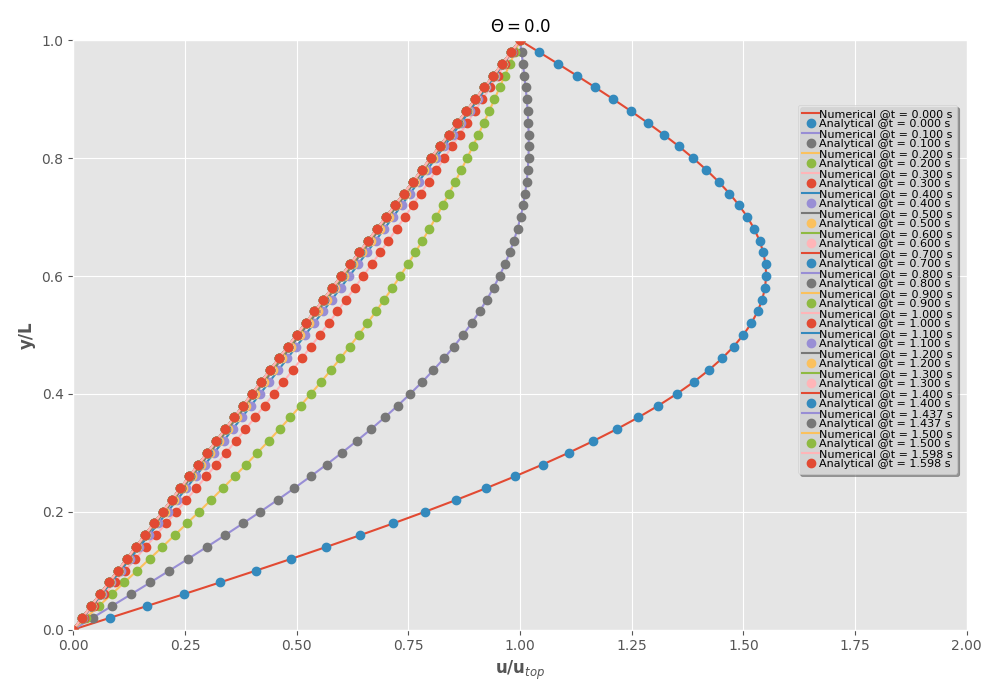 Θ = 0.0
1.0
0.8
0.6
0.4
0.2
0.0
y/L
0.00
0.25
0.50
0.75
1.00
1.25
1.50
1.75
2.00
u/u_top
Numerical @t = 0.000 s
Analytical @t = 0.000 s
Numerical @t = 0.100 s
Analytical @t = 0.100 s
Numerical @t = 0.200 s
Analytical @t = 0.200 s
Numerical @t = 0.300 s
Analytical @t = 0.300 s
Numerical @t = 0.400 s
Analytical @t = 0.400 s
Numerical @t = 0.500 s
Analytical @t = 0.500 s
Numerical @t = 0.600 s
Analytical @t = 0.600 s
Numerical @t = 0.700 s
Analytical @t = 0.700 s
Numerical @t = 0.800 s
Analytical @t = 0.800 s
Numerical @t = 0.900 s
Analytical @t = 0.900 s
Numerical @t = 1.000 s
Analytical @t = 1.000 s
Numerical @t = 1.100 s
Analytical @t = 1.100 s
Numerical @t = 1.200 s
Analytical @t = 1.200 s
Numerical @t = 1.300 s
Analytical @t = 1.300 s
Numerical @t = 1.400 s
Analytical @t = 1.400 s
Numerical @t = 1.437 s
Analytical @t = 1.437 s
Numerical @t = 1.500 s
Analytical @t = 1.500 s
Numerical @t = 1.598 s
Analytical @t = 1.598 s